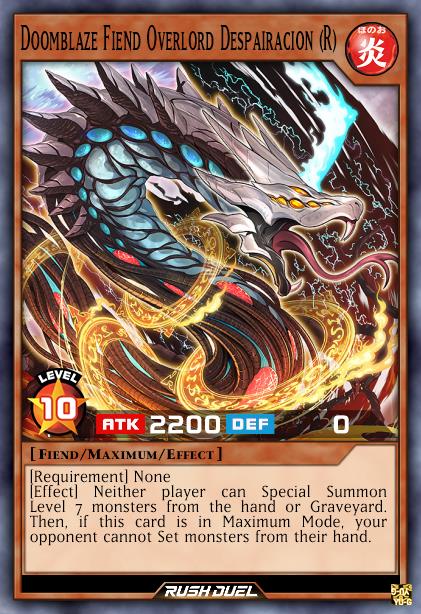 DOOMBLAZE FIEND OVERLORD DESPAIRACION (R)
ほのお
炎
LEVEL
10
ATK 2200 DEF 0
[FIEND/MAXIMUM/EFFECT]
[Requirement] None
[Effect] Neither player can Special Summon
Level 7 monsters from the hand or Graveyard.
Then, if this card is in Maximum Mode, your
opponent cannot Set monsters from their hand.
RUSH DUEL